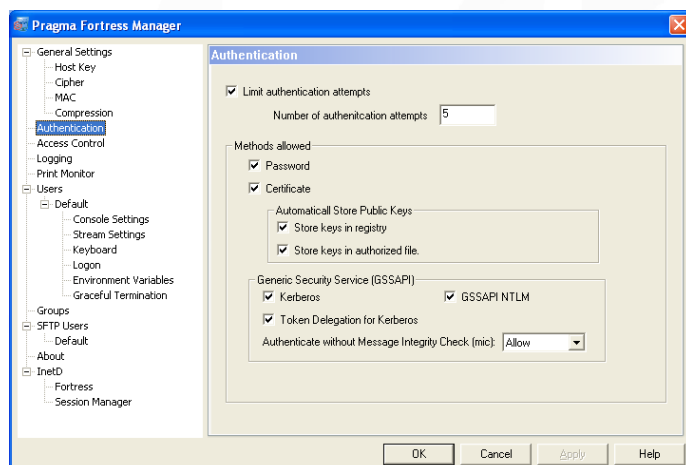 Pragma Fortress Manager
General Settings
Host Key
Cipher
MAC
Compression
Authentication
Access Control
Logging
Print Monitor
Users
Default
Console Settings
Stream Settings
Keyboard
Logon
Environment Variables
Graceful Termination
Groups
SFTP Users
Default
About
InetD
Fortress
Session Manager
Authentication
Limit authentication attempts
Number of authenitcation attempts 5
Methods allowed
Password
Certificate
Automaticall Store Public Keys
Store keys in registry
Store keys in authorized file.
Generic Security Service (GSSAPI)
Kerberos GSSAPI NTLM
Token Delegation for Kerberos
Authenticate without Message Integrity Check (mic): Allow
OK Cancel Apply Help